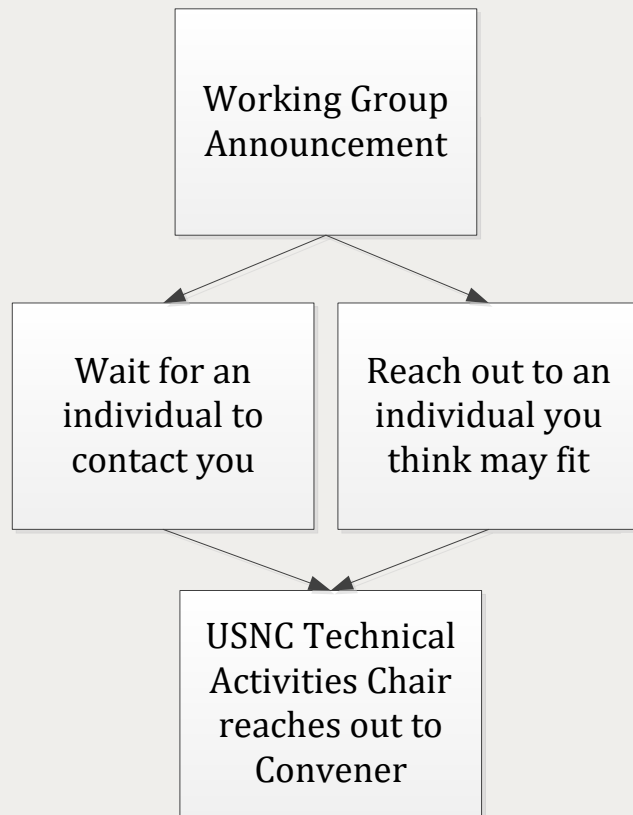 Working Group
Announcement
Wait for an
individual to
contact you
Reach out to an
individual you
think may fit
USNC Technical
Activities Chair
reaches out to
Convener